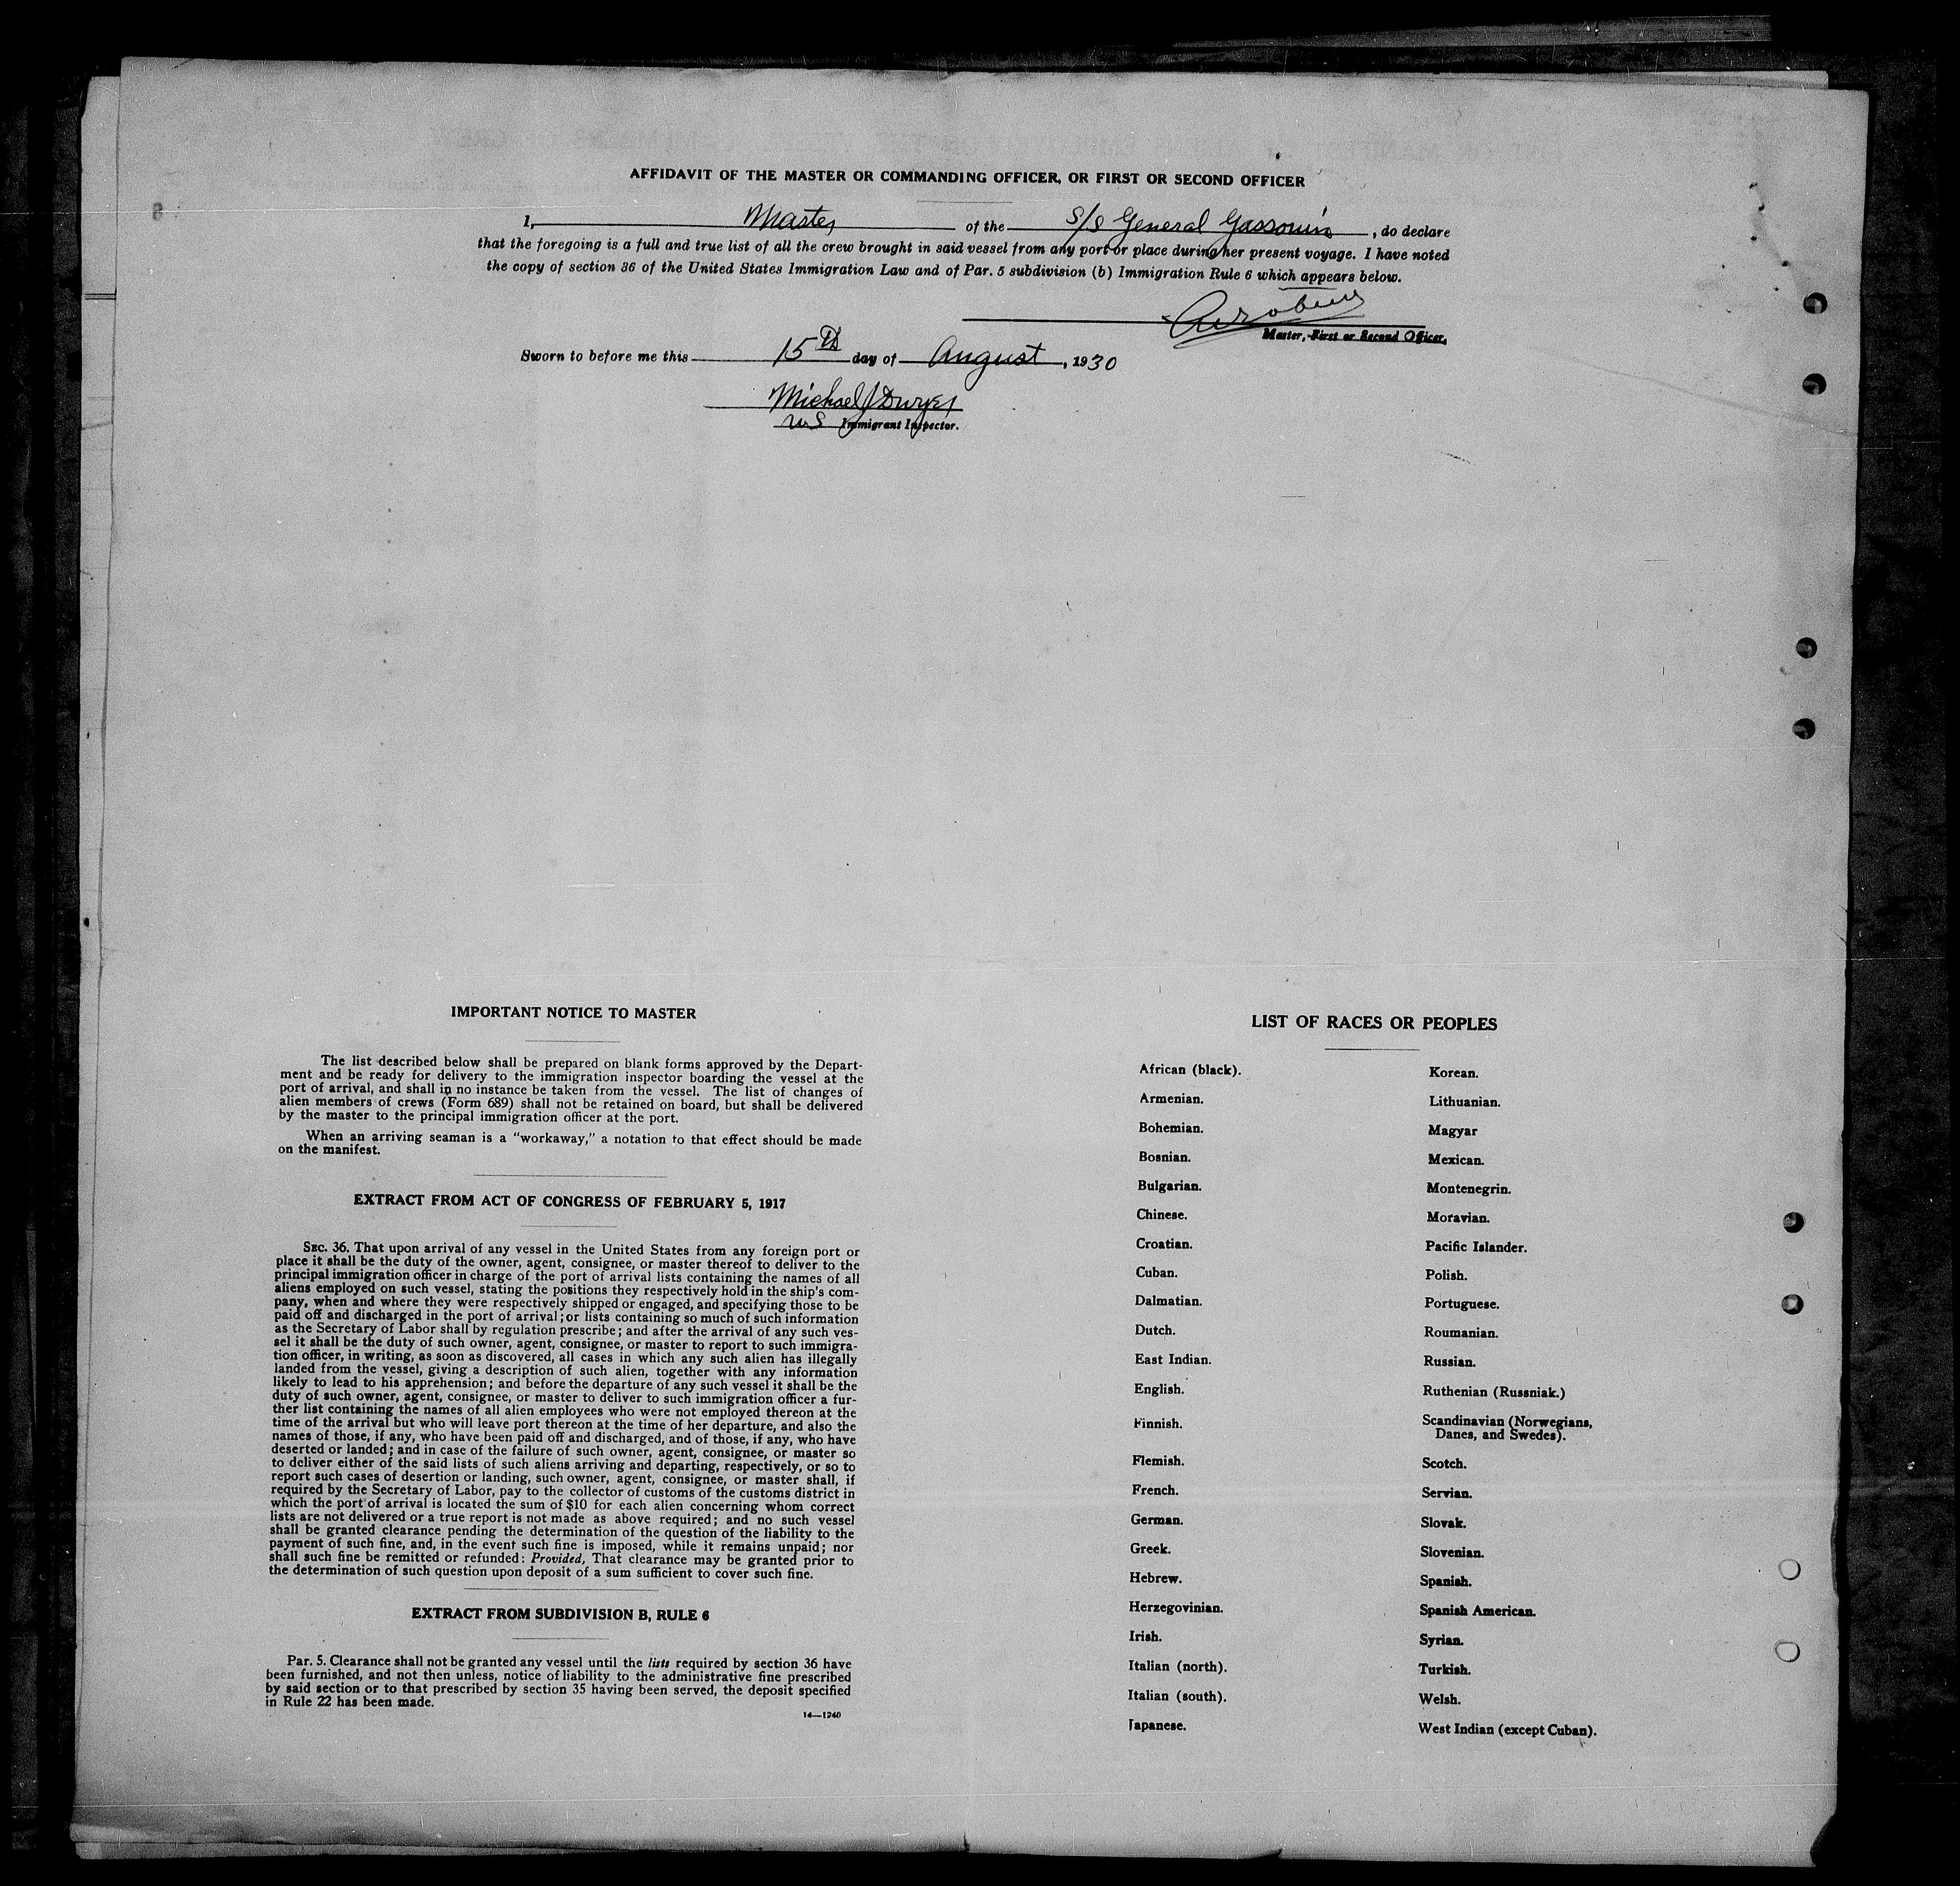 AFFIDAVIT OF THE MASTER OR COMMANDING OFFICER, OR FIRST OR SECOND OFFICER
I, Master of the S/S General Gassouin, do declare
that the foregoing is a full and true list of all the crew brought in said vessel from any port or place during her present voyage. I have noted
the copy of section 36 of the United States Immigration Law and of Par. 5 subdivision (b) Immigration Rule 6 which appears below.
Master, First or Second Officer.
Sworn to before me this 15th day of August, 1930
Michael J Dwyer
US Immigrant Inspector.
IMPORTANT NOTICE TO MASTER
The list described below shall be prepared on blank forms approved by the Depart-
ment and be ready for delivery to the immigration inspector boarding the vessel at the
port of arrival, and shall in no instance be taken from the vessel. The list of changes of
alien members of crews (Form 689) shall not be retained on board, but shall be delivered
by the master to the principal immigration officer at the port.
When an arriving seaman is a "workaway," a notation to that effect should be made
on the manifest.
EXTRACT FROM ACT OF CONGRESS OF FEBRUARY 5, 1917
SEC. 36. That upon arrival of any vessel in the United States from any foreign port or
place it shall be the duty of the owner, agent, consignee, or master thereof to deliver to the
principal immigration officer in charge of the port of arrival lists containing the names of all
aliens employed on such vessel, stating the positions they respectively hold in the ship's com-
pany, when and where they were respectively shipped or engaged, and specifying those to be
paid off and discharged in the port of arrival; or lists containing so much of such information
as the Secretary of Labor shall by regulation prescribe; and after the arrival of any such ves-
sel it shall be the duty of such owner, agent, consignee, or master to report to such immigra-
tion officer, in writing, as soon as discovered, all cases in which any such alien has illegally
landed from the vessel, giving a description of such alien, together with any information
likely to lead to his apprehension; and before the departure of any such vessel it shall be the
duty of such owner, agent, consignee, or master to deliver to such immigration officer a fur-
ther list containing the names of all alien employees who were not employed thereon at the
time of the arrival but who will leave port thereon at the time of her departure, and also the
names of those, if any, who have been paid off and discharged, and of those, if any, who have
deserted or landed; and in case of the failure of such owner, agent, consignee, or master so
to deliver either of the said lists of such aliens arriving and departing, respectively, or so to
report such cases of desertion or landing, such owner, agent, consignee, or master shall, if
required by the Secretary of Labor, pay to the collector of customs of the customs district in
which the port of arrival is located the sum of $10 for each alien concerning whom correct
lists are not delivered or a true report is not made as above required; and no such vessel
shall be granted clearance pending the determination of the question of the liability to the
payment of such fine, and, in the event such fine is imposed, while it remains unpaid; nor
shall such fine be remitted or refunded: Provided, That clearance may be granted prior to
the determination of such question upon deposit of a sum sufficient to cover such fine.
EXTRACT FROM SUBDIVISION B, RULE 6
Par. 5. Clearance shall not be granted any vessel until the lists required by section 36 have
been furnished, and not then unless, notice of liability to the administrative fine prescribed
by said section or to that prescribed by section 35 having been served, the deposit specified
in Rule 22 has been made.
14—1240
LIST OF RACES OR PEOPLES
African (black).
Armenian.
Bohemian.
Bosnian.
Bulgarian.
Chinese.
Croatian.
Cuban.
Dalmatian.
Dutch.
East Indian.
English.
Finnish.
Flemish.
French.
German.
Greek.
Hebrew.
Herzegovinian.
Irish.
Italian (north).
Italian (south).
Japanese.
Korean.
Lithuanian.
Magyar
Mexican.
Montenegrin.
Moravian.
Pacific Islander.
Polish.
Portuguese.
Roumanian.
Russian.
Ruthenian (Russniak.)
Scandinavian (Norwegians,
Danes, and Swedes).
Scotch.
Servian.
Slovak.
Slovenian.
Spanish.
Spanish American.
Syrian.
Turkish.
Welsh.
West Indian (except Cuban).